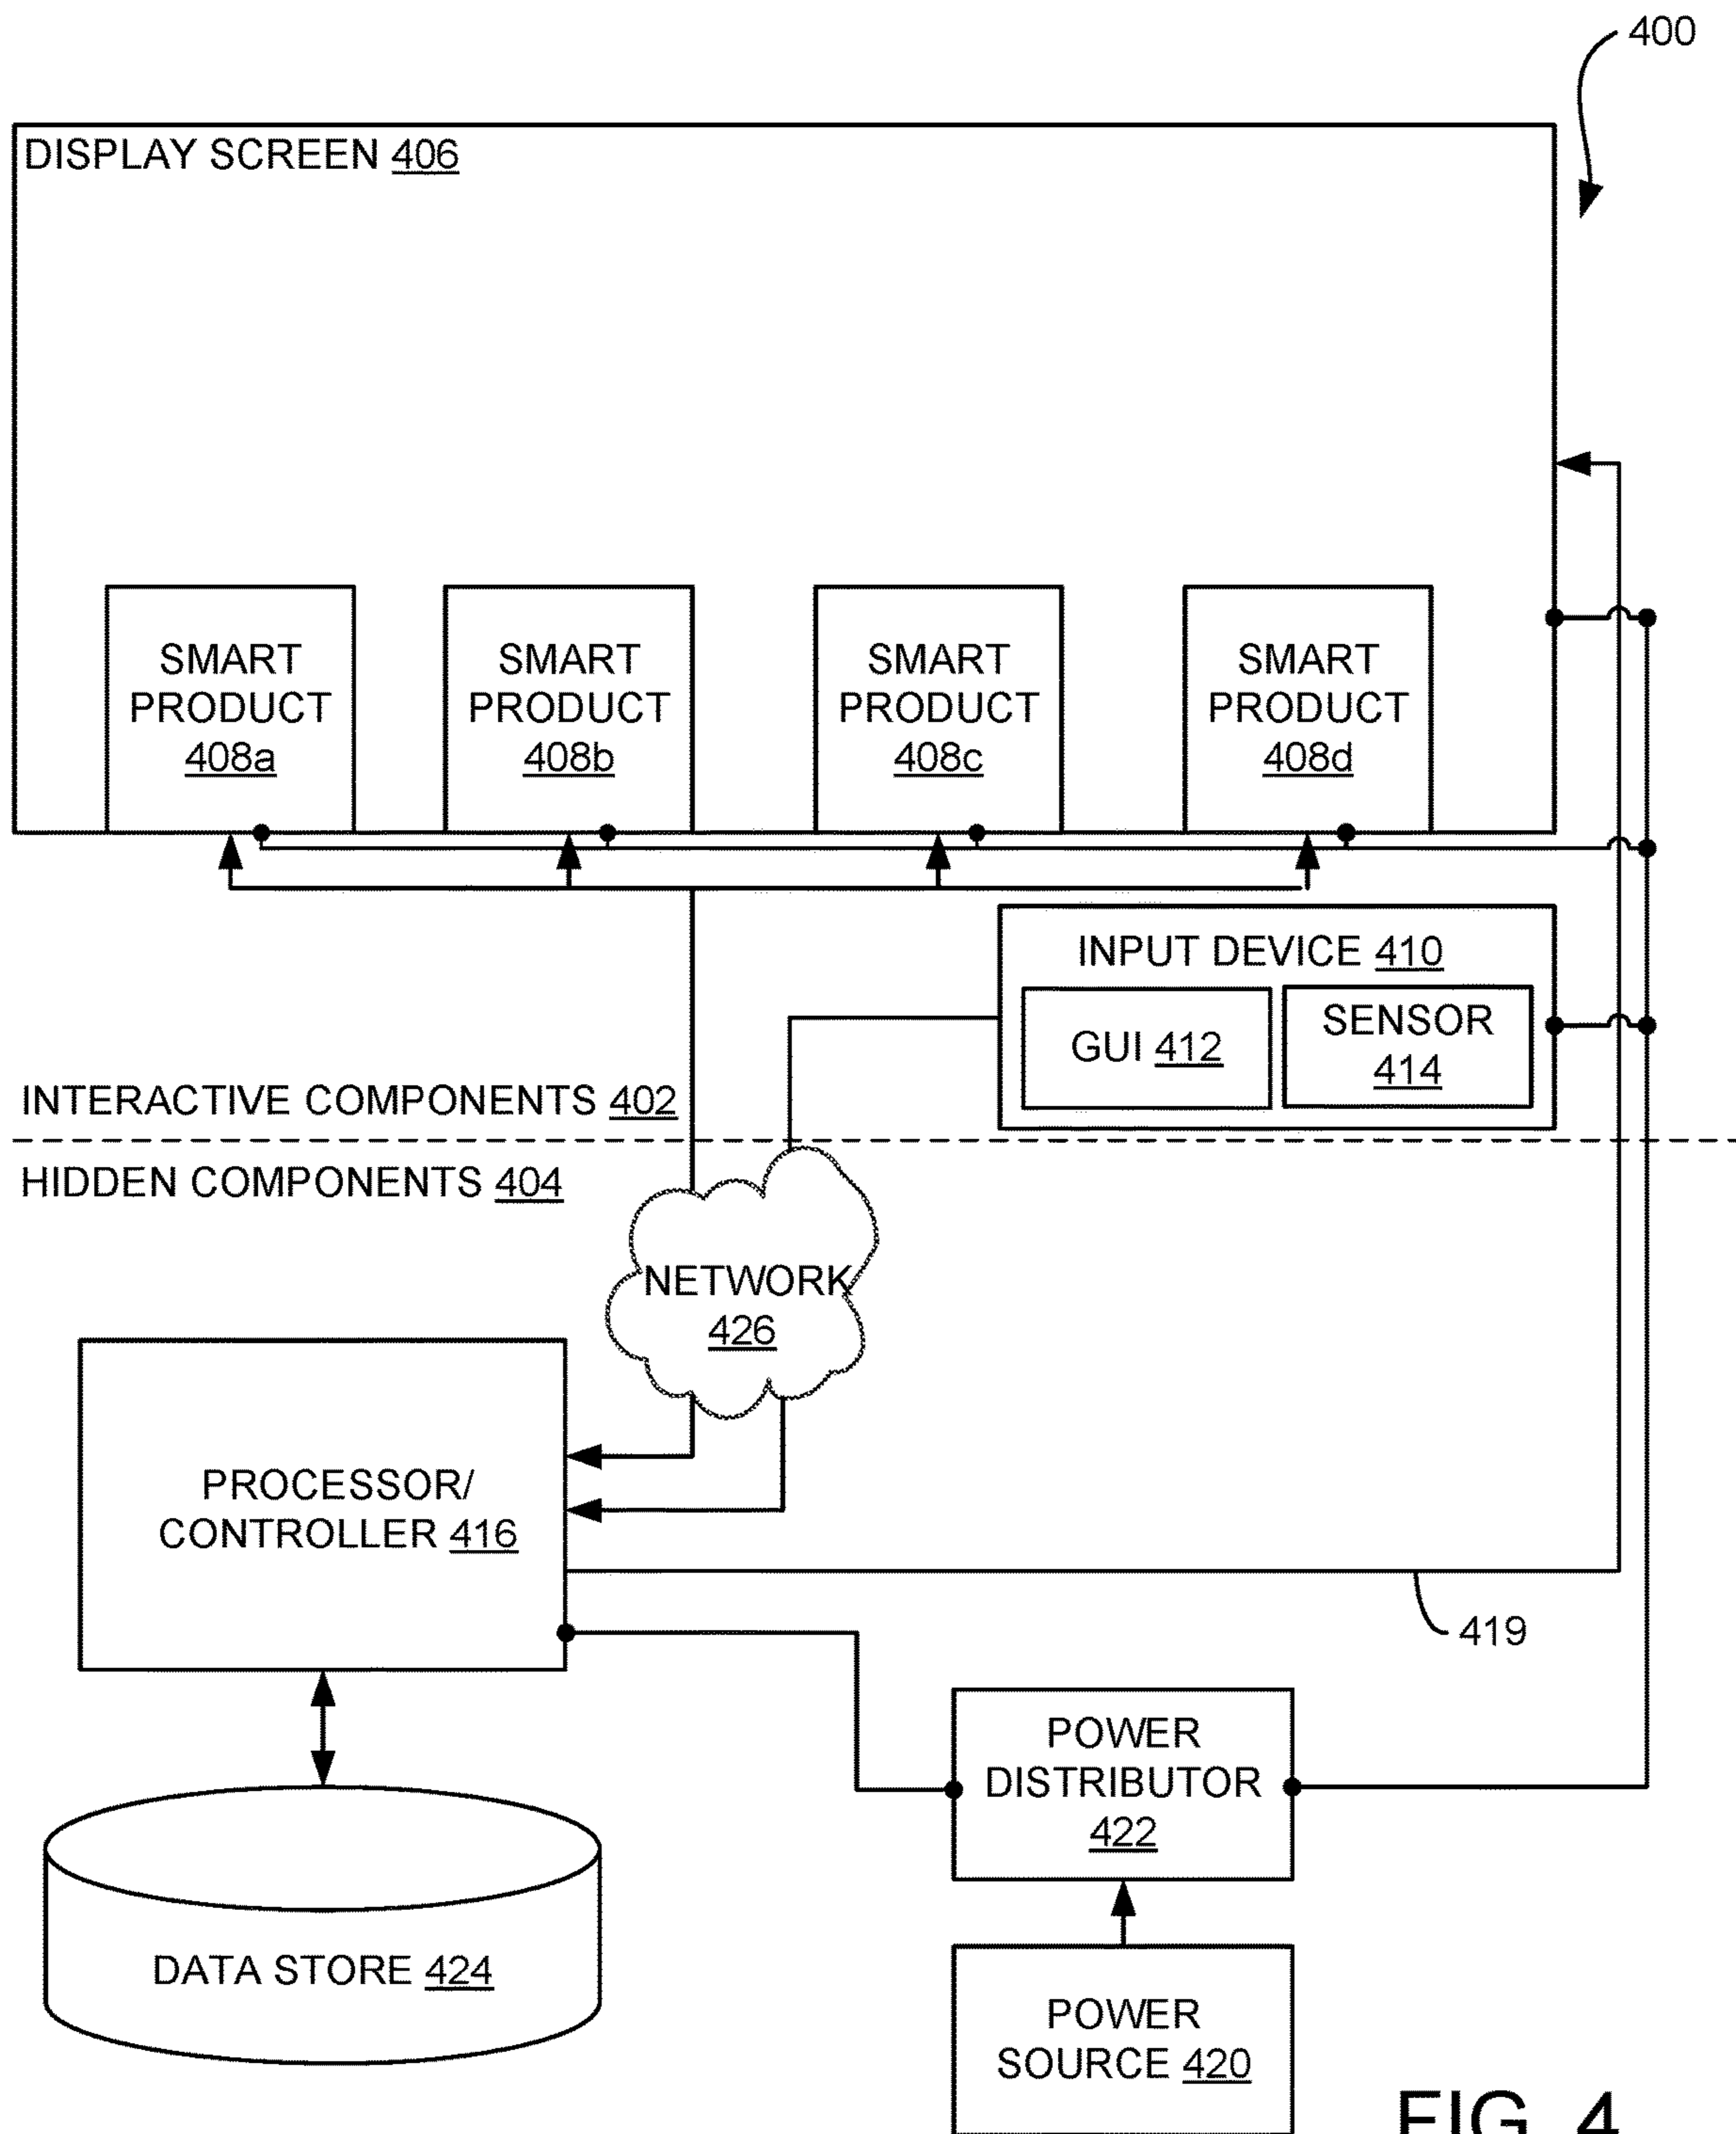 400
DISPLAY SCREEN 406
SMART
PRODUCT
408a
SMART
PRODUCT
408b
SMART
PRODUCT
408c
SMART
PRODUCT
408d
INPUT DEVICE 410
GUI 412
SENSOR
414
INTERACTIVE COMPONENTS 402
HIDDEN COMPONENTS 404
NETWORK
426
PROCESSOR/
CONTROLLER 416
419
POWER
DISTRIBUTOR
422
DATA STORE 424
POWER
SOURCE 420
FIG. 4